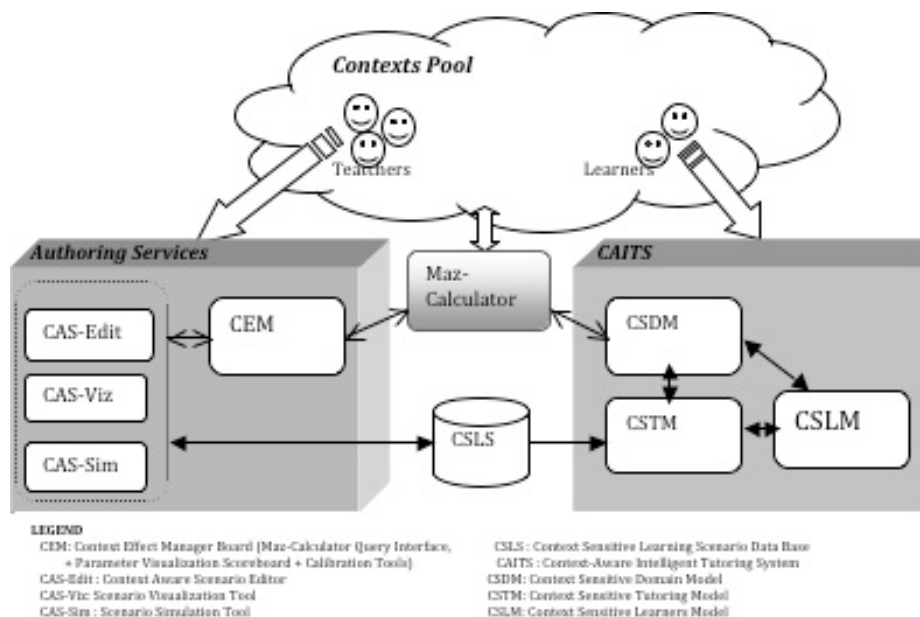 Contexts Pool
Teatchers
Learners
Authoring Services
CAITS
Maz-
Calculator
CAS-Edit
CEM
CSDM
CAS-Viz
CSLS
CSTM
CSLM
CAS-Sim
LEGEND
CEM: Context Effect Manager Board (Maz-Calculator Query Interface,
+ Parameter Visualization Scoreboard + Calibration Tools)
CAS-Edit : Context Aware Scenario Editor
CAS-Viz: Scenario Visualization Tool
CAS-Sim : Scenario Simulation Tool
CSLS : Context Sensitive Learning Scenario Data Base
CAITS : Context-Aware Intelligent Tutoring System
CSDM: Context Sensitive Domain Model
CSTM: Context Sensitive Tutoring Model
CSLM: Context Sensitive Learners Model